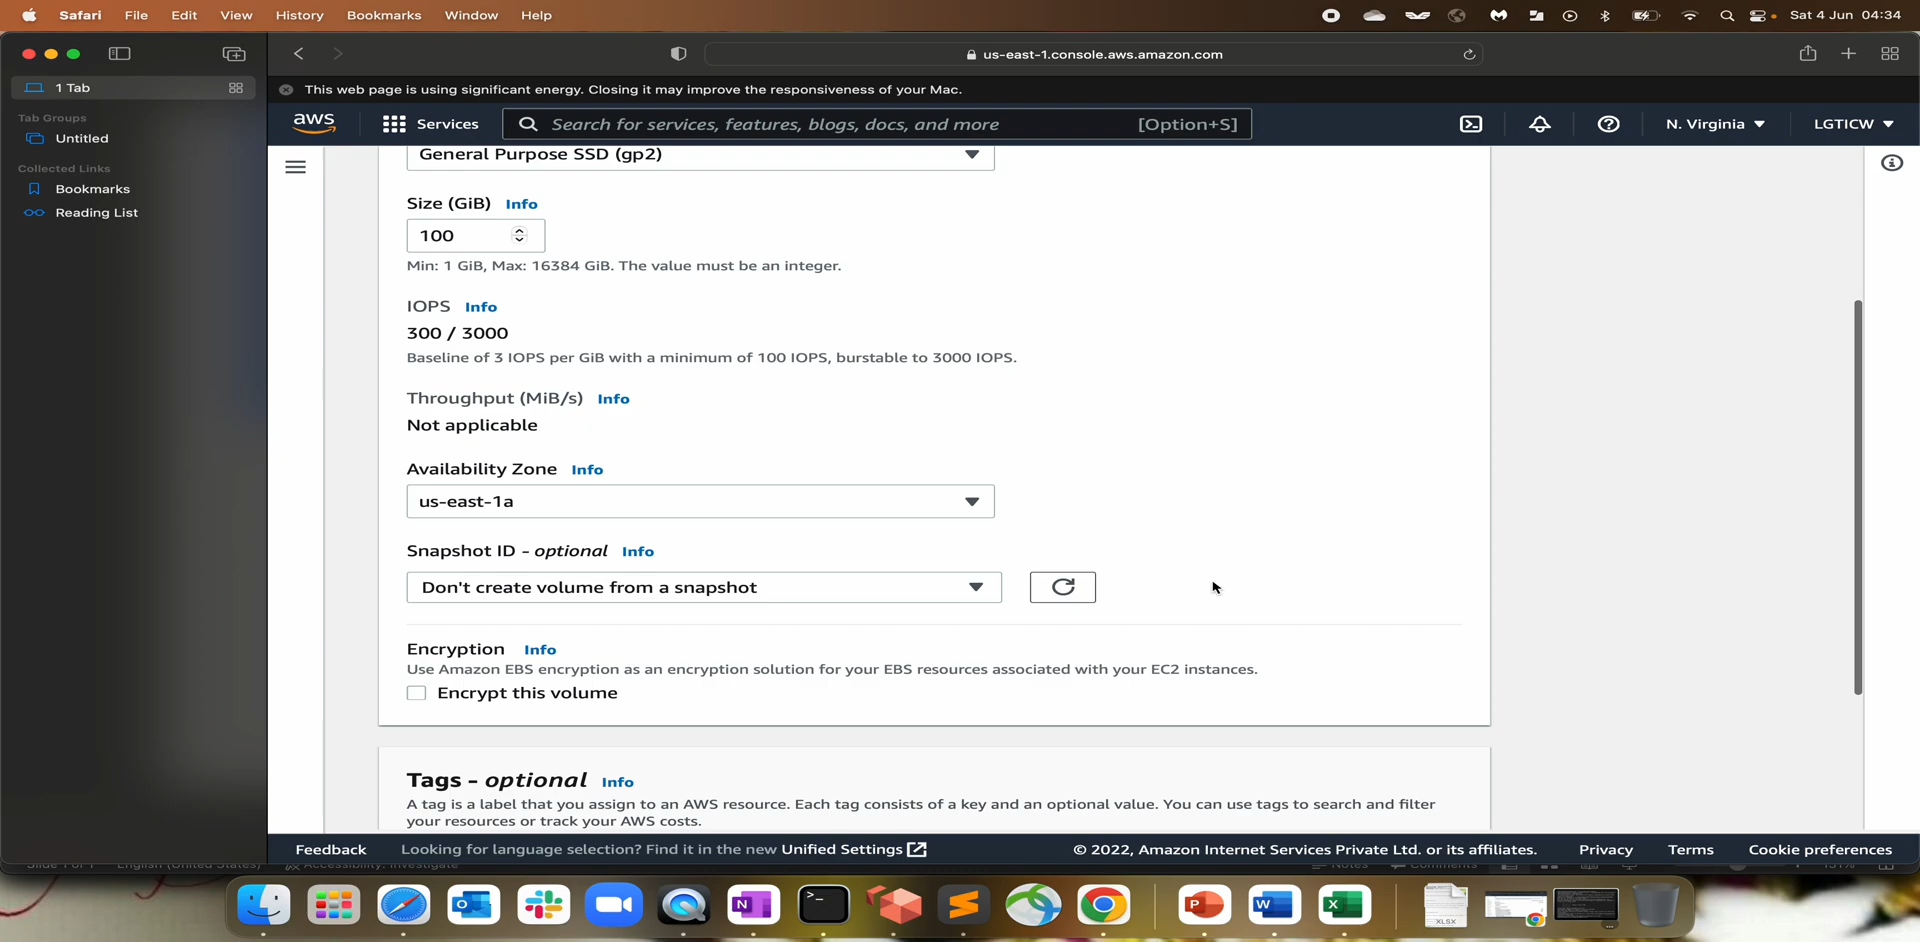 Safari File Edit View History Bookmarks Window Help Sat 4 Jun 04:34
us-east-1.console.aws.amazon.com
1 Tab
This web page is using significant energy. Closing it may improve the responsiveness of your Mac.
Tab Groups
Untitled
Collected Links
Bookmarks
Reading List
aws Services Search for services, features, blogs, docs, and more [Option+S] N. Virginia LGTICW
General Purpose SSD (gp2)
Size (GiB) Info
100
Min: 1 GiB, Max: 16384 GiB. The value must be an integer.
IOPS Info
300 / 3000
Baseline of 3 IOPS per GiB with a minimum of 100 IOPS, burstable to 3000 IOPS.
Throughput (MiB/s) Info
Not applicable
Availability Zone Info
us-east-1a
Snapshot ID - optional Info
Don't create volume from a snapshot
Encryption Info
Use Amazon EBS encryption as an encryption solution for your EBS resources associated with your EC2 instances.
Encrypt this volume
Tags - optional Info
A tag is a label that you assign to an AWS resource. Each tag consists of a key and an optional value. You can use tags to search and filter
your resources or track your AWS costs.
Feedback Looking for language selection? Find it in the new Unified Settings © 2022, Amazon Internet Services Private Ltd. or its affiliates. Privacy Terms Cookie preferences
XLSX